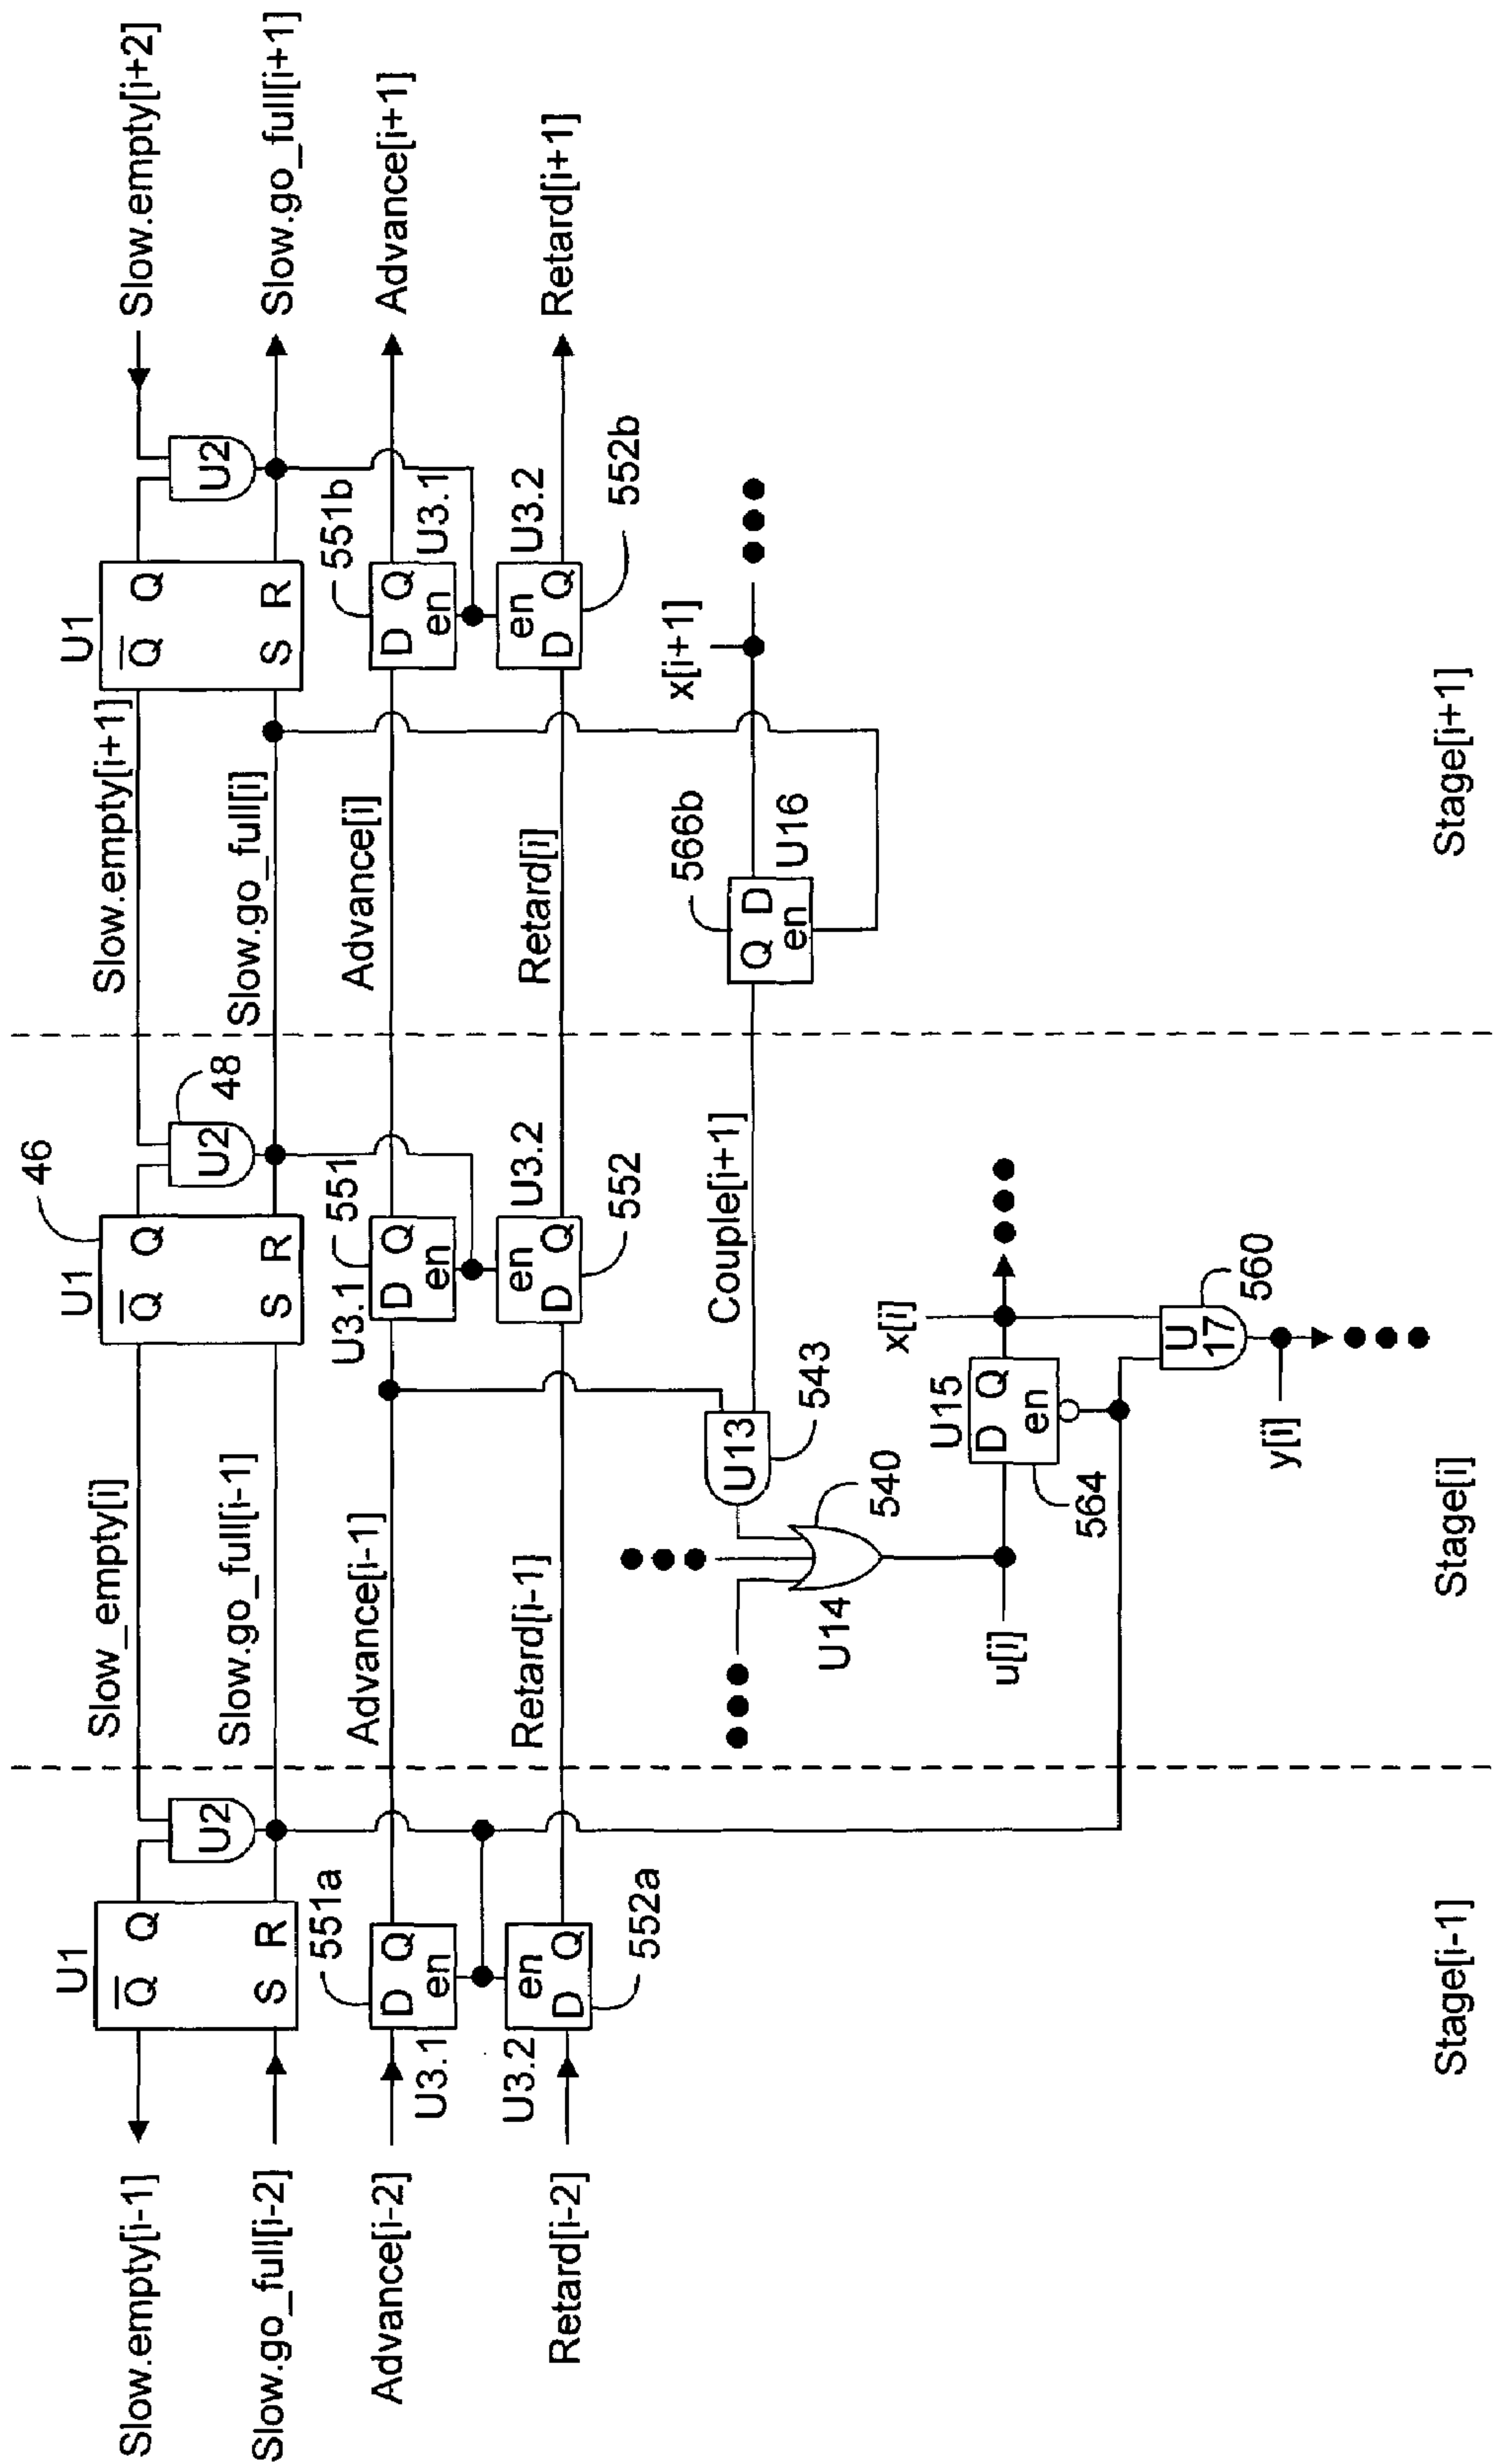 Slow.empty[i-1]
Slow.go_full[i-2]
Advance[i-2]
Retard[i-2]
U1
Q Q
S R
U2
551a
D Q
en
U3.1
en
D Q
U3.2
552a
Stage[i-1]
Slow_empty[i]
Slow.go_full[i-1]
Advance[i-1]
Retard[i-1]
U1
46
Q Q
S R
U2
48
U3.1
551
D Q
en
U3.2
en
D Q
552
U13
543
Couple[i+1]
U14
540
u[i]
U15
D Q
en
564
x[i]
U
17
560
y[i]
Stage[i]
Slow.empty[i+1]
Slow.go_full[i]
Advance[i]
Retard[i]
U1
Q Q
S R
U2
551b
D Q
en
U3.1
en
D Q
U3.2
552b
566b
Q D
en
U16
x[i+1]
Stage[i+1]
Slow.empty[i+2]
Slow.go_full[i+1]
Advance[i+1]
Retard[i+1]